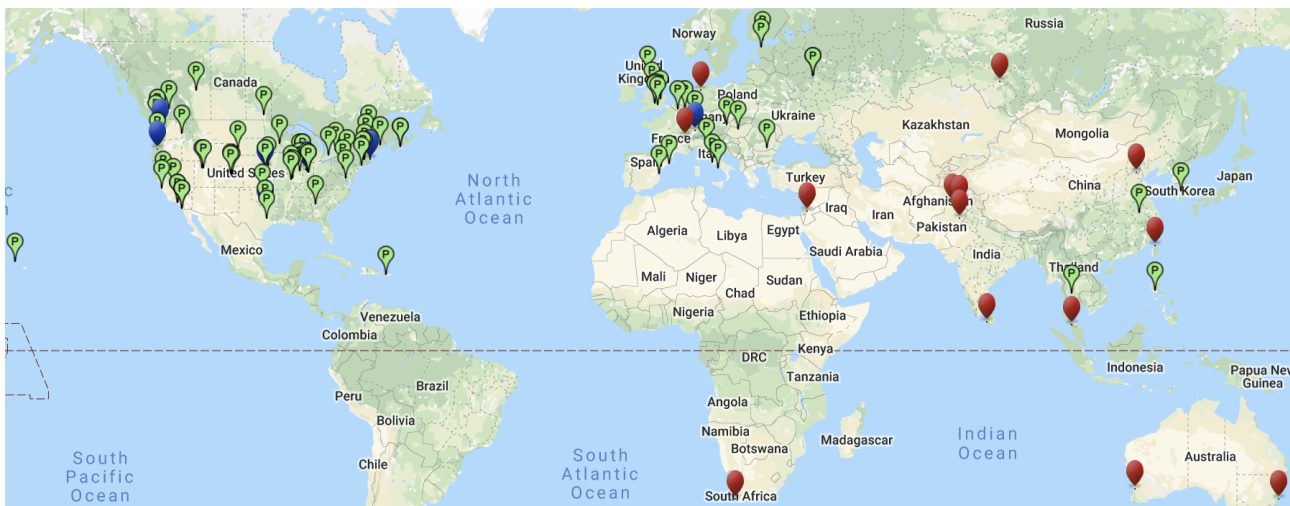 Russia
Norway
Canada
United
Kingdom
Poland
Ukraine
Kazakhstan
Mongolia
France
Spain
Italy
United States
Turkey
China
South Korea
Japan
North
Atlantic
Ocean
Iraq
Iran
Afghanistan
Pakistan
Mexico
Algeria
Libya
Egypt
Saudi Arabia
India
Thailand
Mali
Niger
Chad
Sudan
Nigeria
Ethiopia
Venezuela
Colombia
DRC
Kenya
Tanzania
Indonesia
Papua New
Guinea
Brazil
Peru
Angola
Bolivia
Namibia
Botswana
Madagascar
Indian
Ocean
Australia
Chile
South
Pacific
Ocean
South
Atlantic
Ocean
South Africa